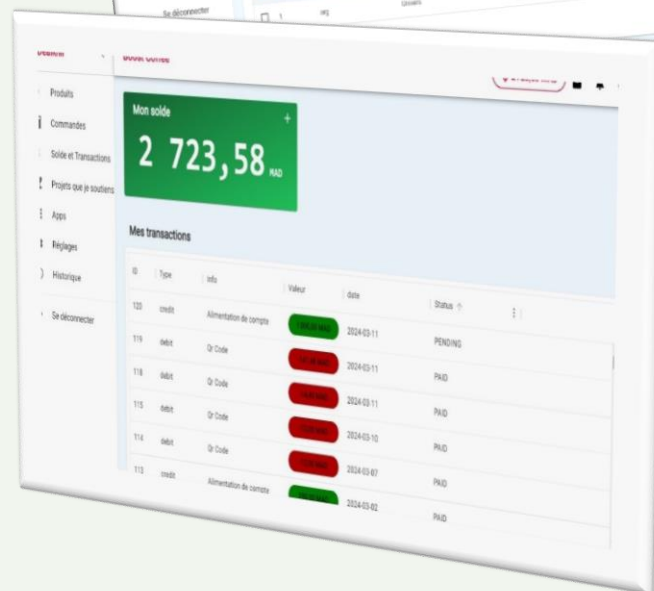 Se déconnecter 1 org Univers
Produits
Commandes
Solde et Transactions
Projets que je soutiens
Apps
Réglages
Historique
Se déconnecter
Mon solde +
2 723,58 MAD
Mes transactions
ID Type Info Valeur date Status
120 credit Alimentation de compte 2024-03-11 PENDING
119 debit Qr Code 2024-03-11 PAID
118 debit Qr Code 2024-03-11 PAID
115 debit Qr Code 2024-03-10 PAID
114 debit Qr Code 2024-03-07 PAID
113 credit Alimentation de compte 2024-03-02 PAID